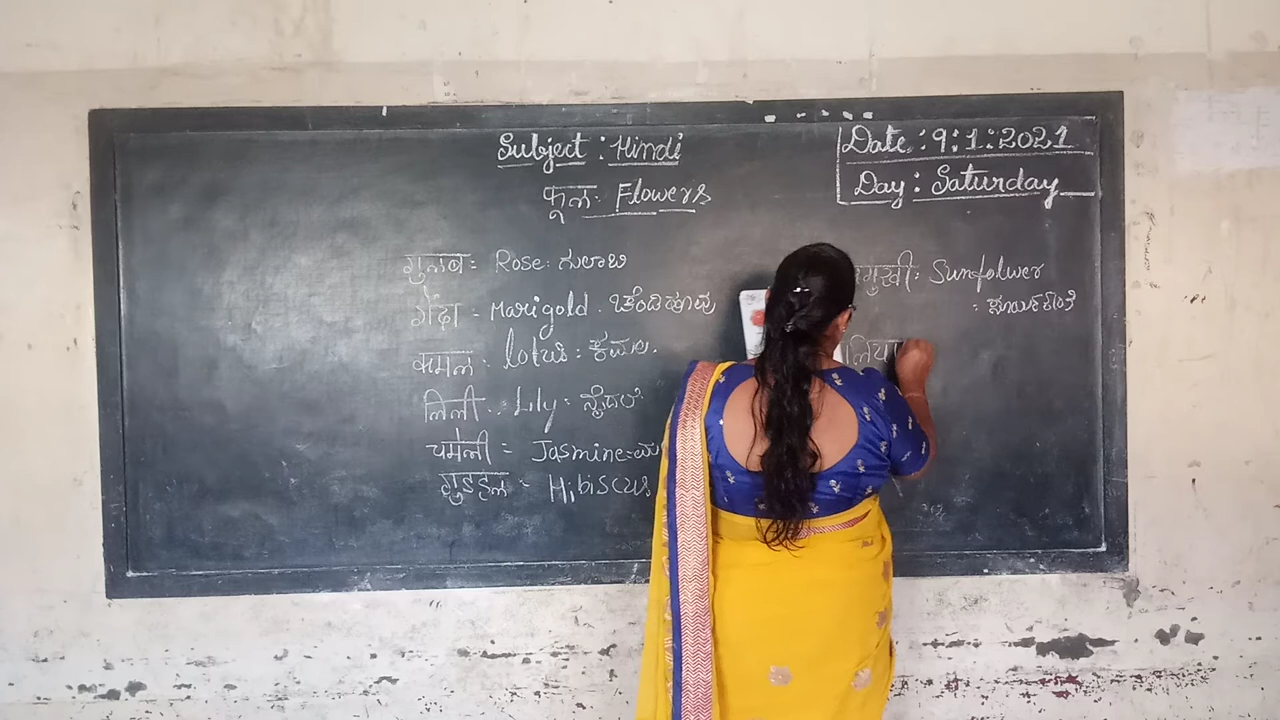 Subject : Hindi
Date : 9:1:2021
Day : Saturday
फूल: Flowers
गुलाब = Rose: ಗುಲಾಬಿ
गेंढ़ा = Marigold. ಚೆಂಡಿಹೂವು
कमल = lotus: ಕಮಲ.
लिली.. Lily: ನೈದಿಲೆ
चमेली = Jasmine =
गुडहल = Hibiscus
Sunfolwer
: ಸೂರ್ಯಕಾಂತಿ